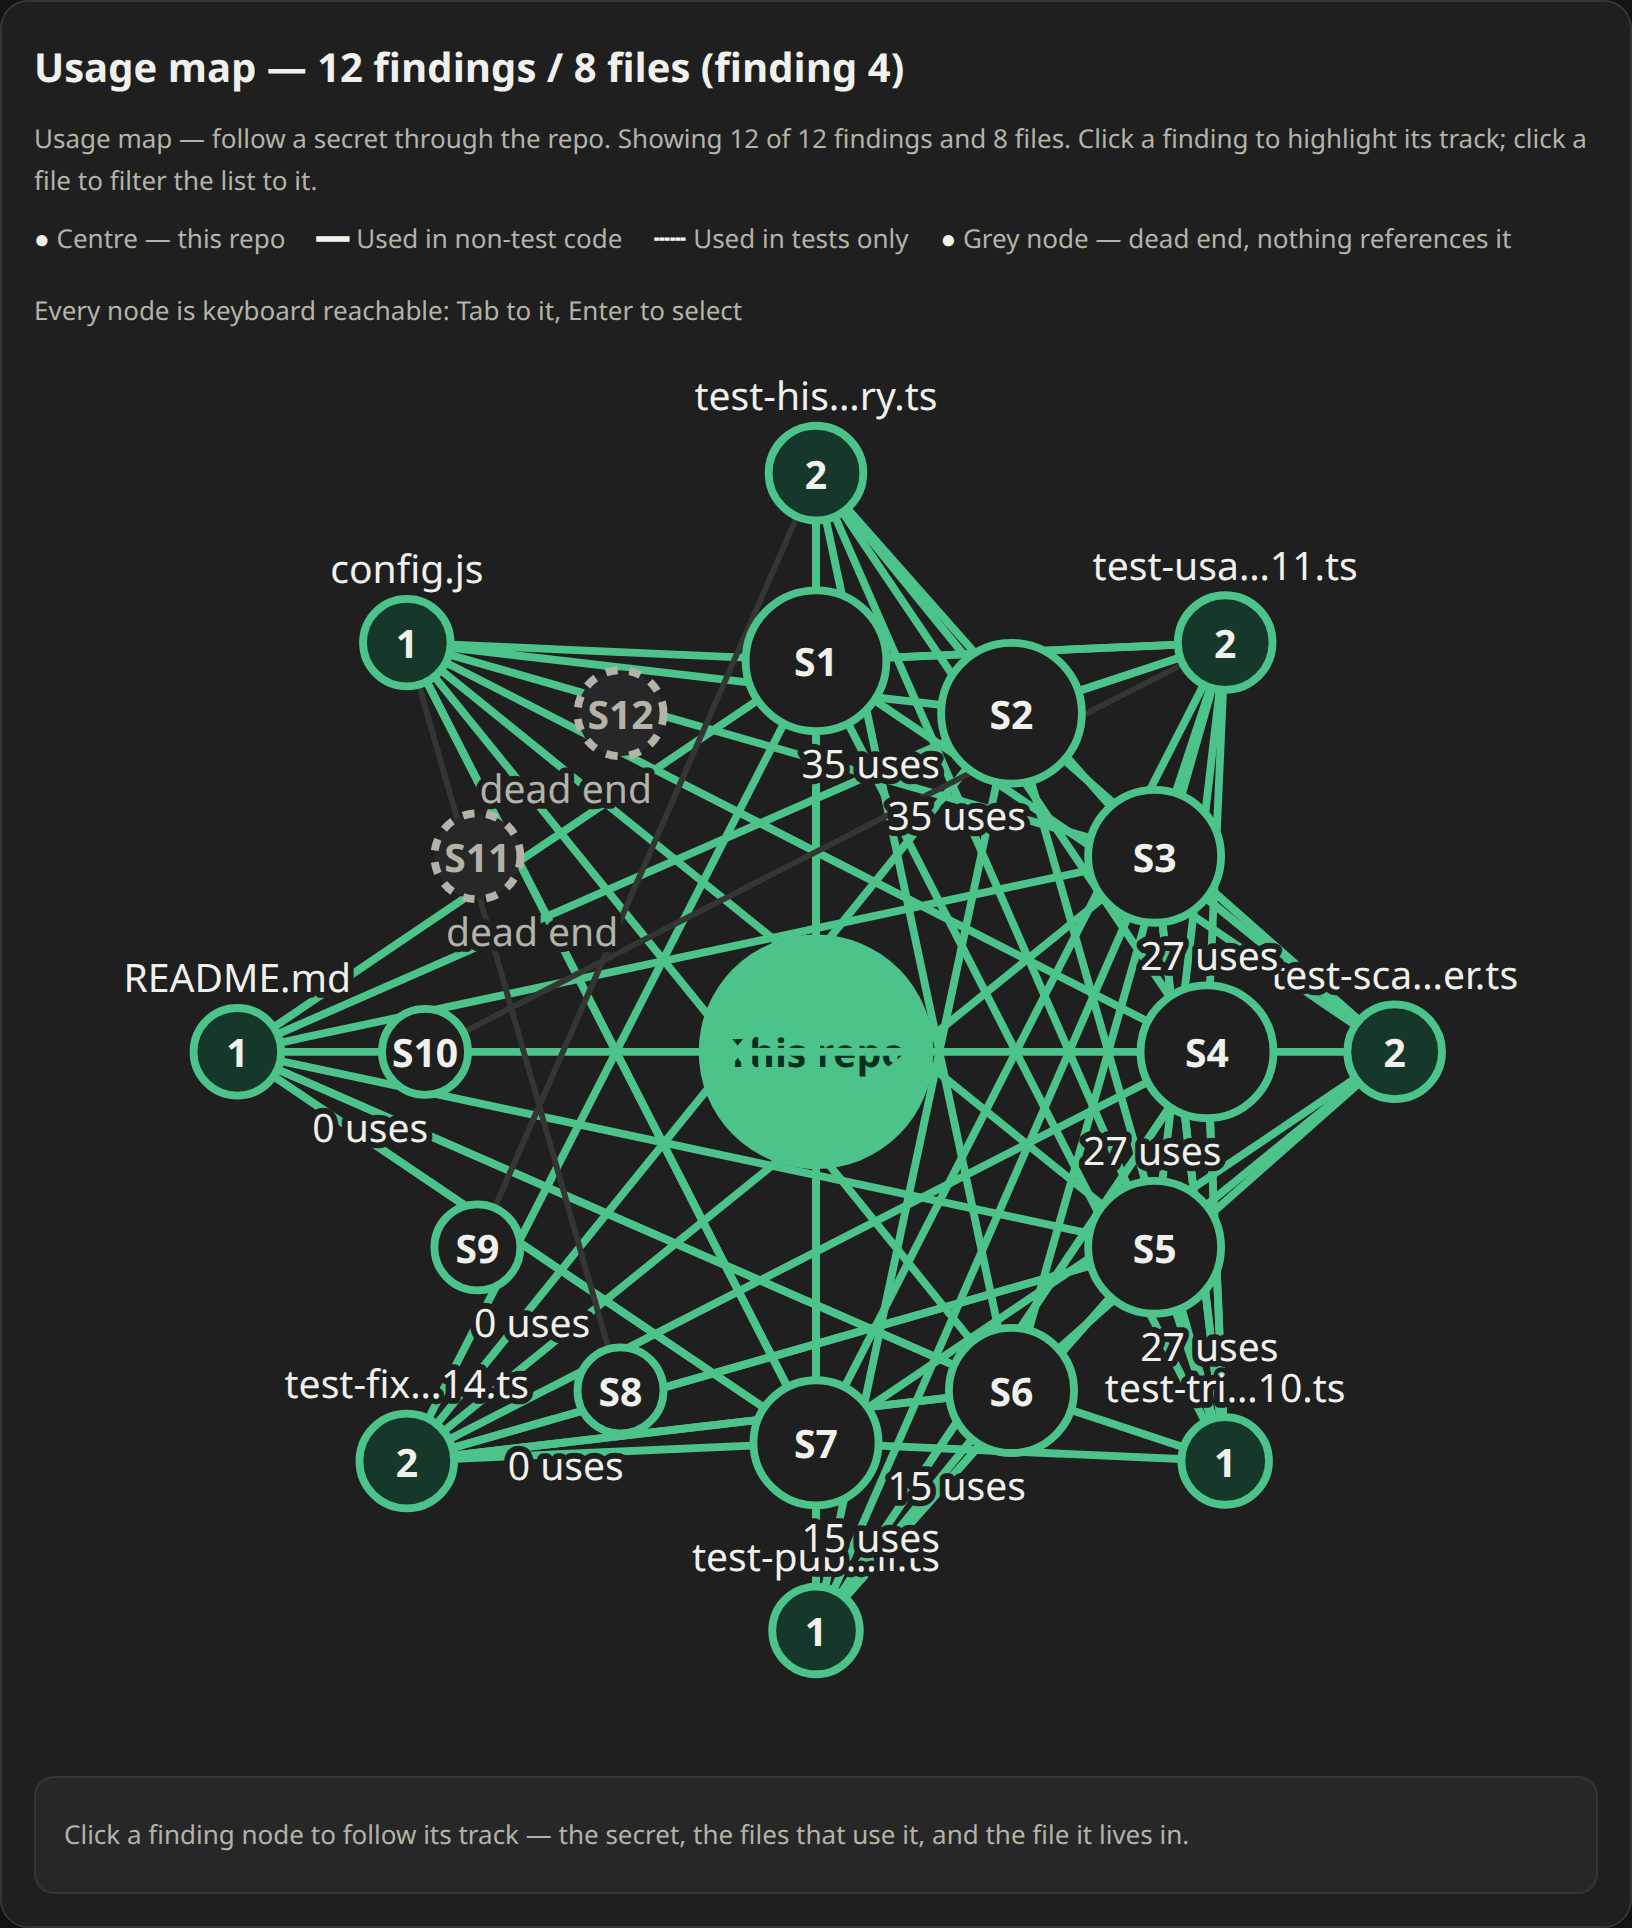 Usage map — 12 findings / 8 files (finding 4)
Usage map — follow a secret through the repo. Showing 12 of 12 findings and 8 files. Click a finding to highlight its track; click a
file to filter the list to it.
● Centre — this repo ━━ Used in non-test code ┅┅ Used in tests only ● Grey node — dead end, nothing references it
Every node is keyboard reachable: Tab to it, Enter to select
test-his…ry.ts
2
config.js
1
test-usa…11.ts
2
S1
S2
S12
35 uses
dead end
35 uses
S3
S11
dead end
27 uses
README.md
test-sca…er.ts
1
S10
This repo
S4
2
0 uses
27 uses
S9
S5
0 uses
27 uses
test-fix…14.ts
S8
S6
test-tri…10.ts
2
0 uses
S7
1
15 uses
15 uses
1
Click a finding node to follow its track — the secret, the files that use it, and the file it lives in.